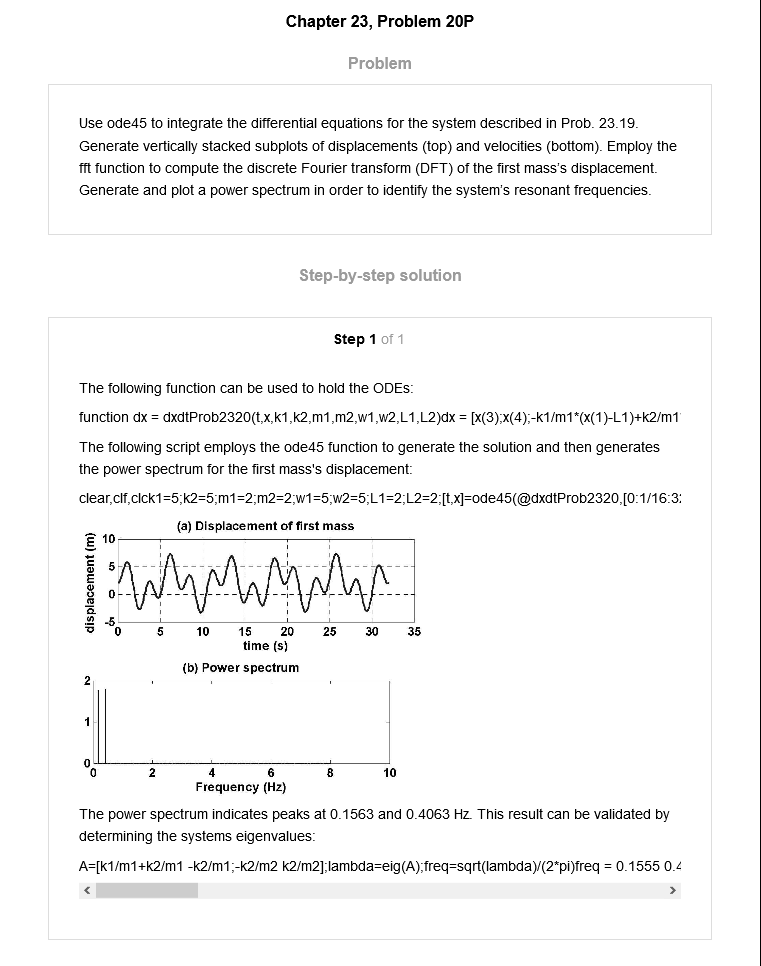 Chapter 23, Problem 20P
Problem
Use ode45 to integrate the differential equations for the system described in Prob. 23.19.
Generate vertically stacked subplots of displacements (top) and velocities (bottom). Employ the
fft function to compute the discrete Fourier transform (DFT) of the first mass's displacement.
Generate and plot a power spectrum in order to identify the system's resonant frequencies.
Step-by-step solution
Step 1 of 1
The following function can be used to hold the ODEs:
function dx = dxdtProb2320(t,x,k1,k2,m1,m2,w1,w2,L1,L2)dx = [x(3);x(4);-k1/m1*(x(1)-L1)+k2/m1
The following script employs the ode45 function to generate the solution and then generates
the power spectrum for the first mass's displacement:
clear,clf,clck1=5;k2=5;m1=2;m2=2;w1=5;w2=5;L1=2;L2=2;[t,x]=ode45(@dxdtProb2320,[0:1/16:32
(a) Displacement of first mass
displacement (m)
10
5
0
-5
0 5 10 15 20 25 30 35
time (s)
(b) Power spectrum
2
1
0
0 2 4 6 8 10
Frequency (Hz)
The power spectrum indicates peaks at 0.1563 and 0.4063 Hz. This result can be validated by
determining the systems eigenvalues:
A=[k1/m1+k2/m1 -k2/m1;-k2/m2 k2/m2];lambda=eig(A);freq=sqrt(lambda)/(2*pi)freq = 0.1555 0.4